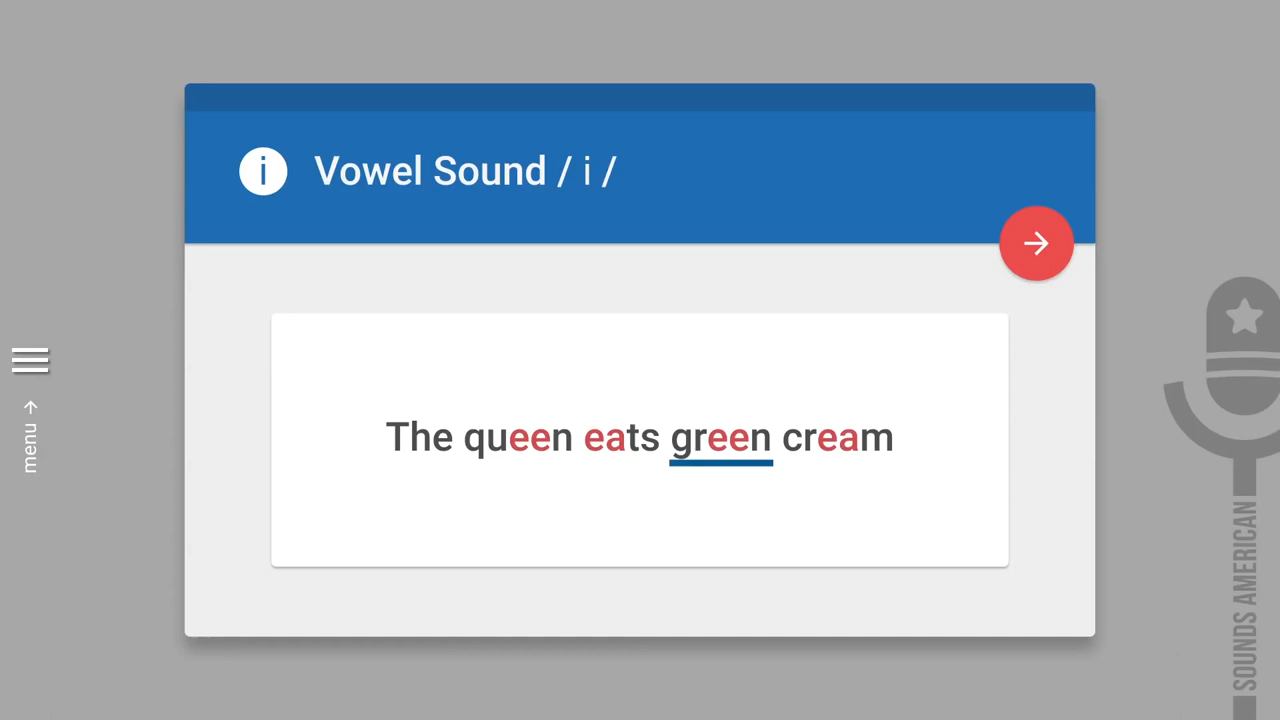 i Vowel Sound / i /
The queen eats green cream
menu
SOUNDS AMERICAN